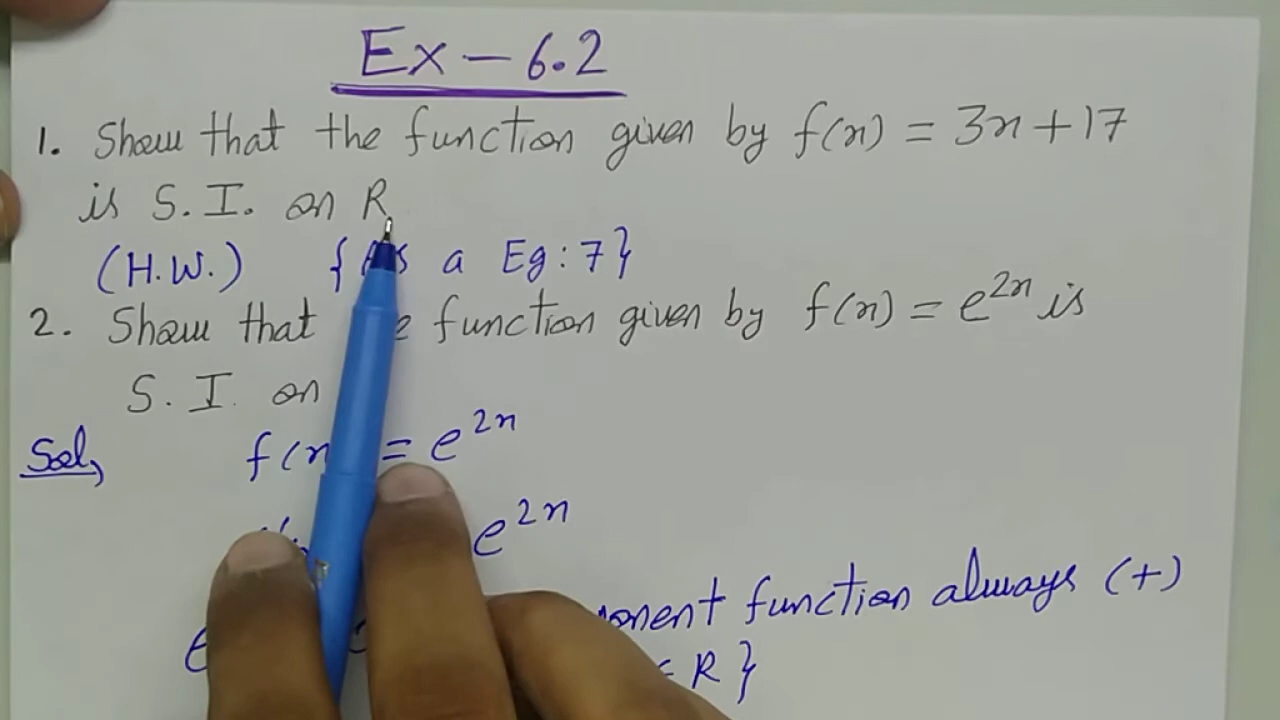 Ex - 6.2
1. Show that the function given by f(x) = 3x + 17
is S.I. on R
(H.W.) { a Eg : 7}
2. Show that function given by f(x) = e^{2x} is
S.I. on
Sol, f(x = e^{2x}
e^{2x}
function always (+)
R }